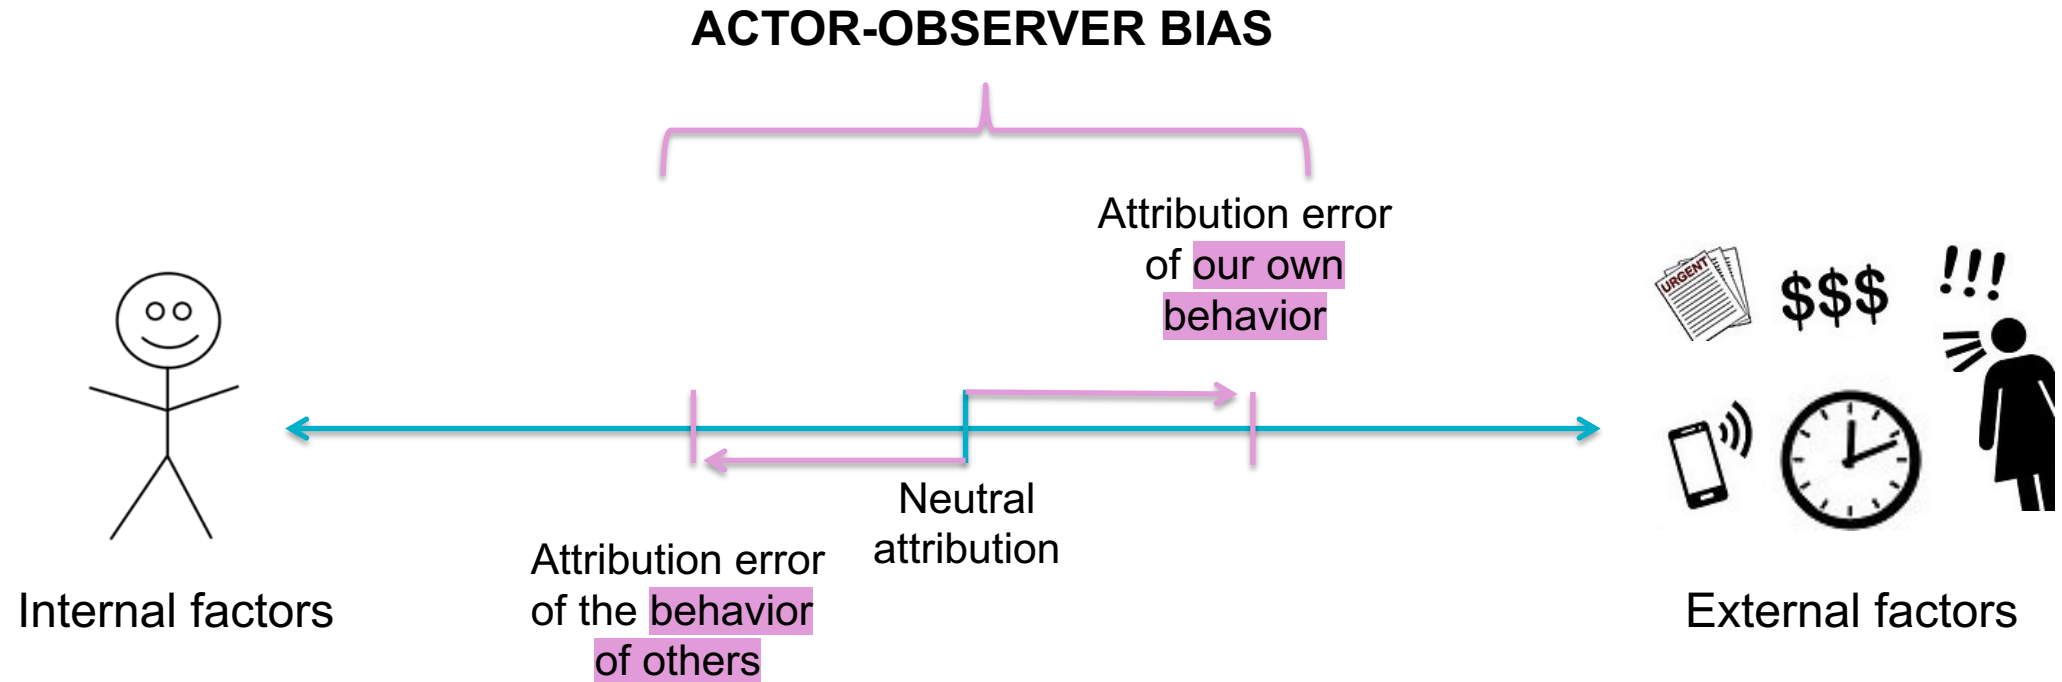 ACTOR-OBSERVER BIAS
Attribution error
of our own
behavior
URGENT
$$$
!!!
Neutral
attribution
Attribution error
of the behavior
of others
Internal factors
External factors